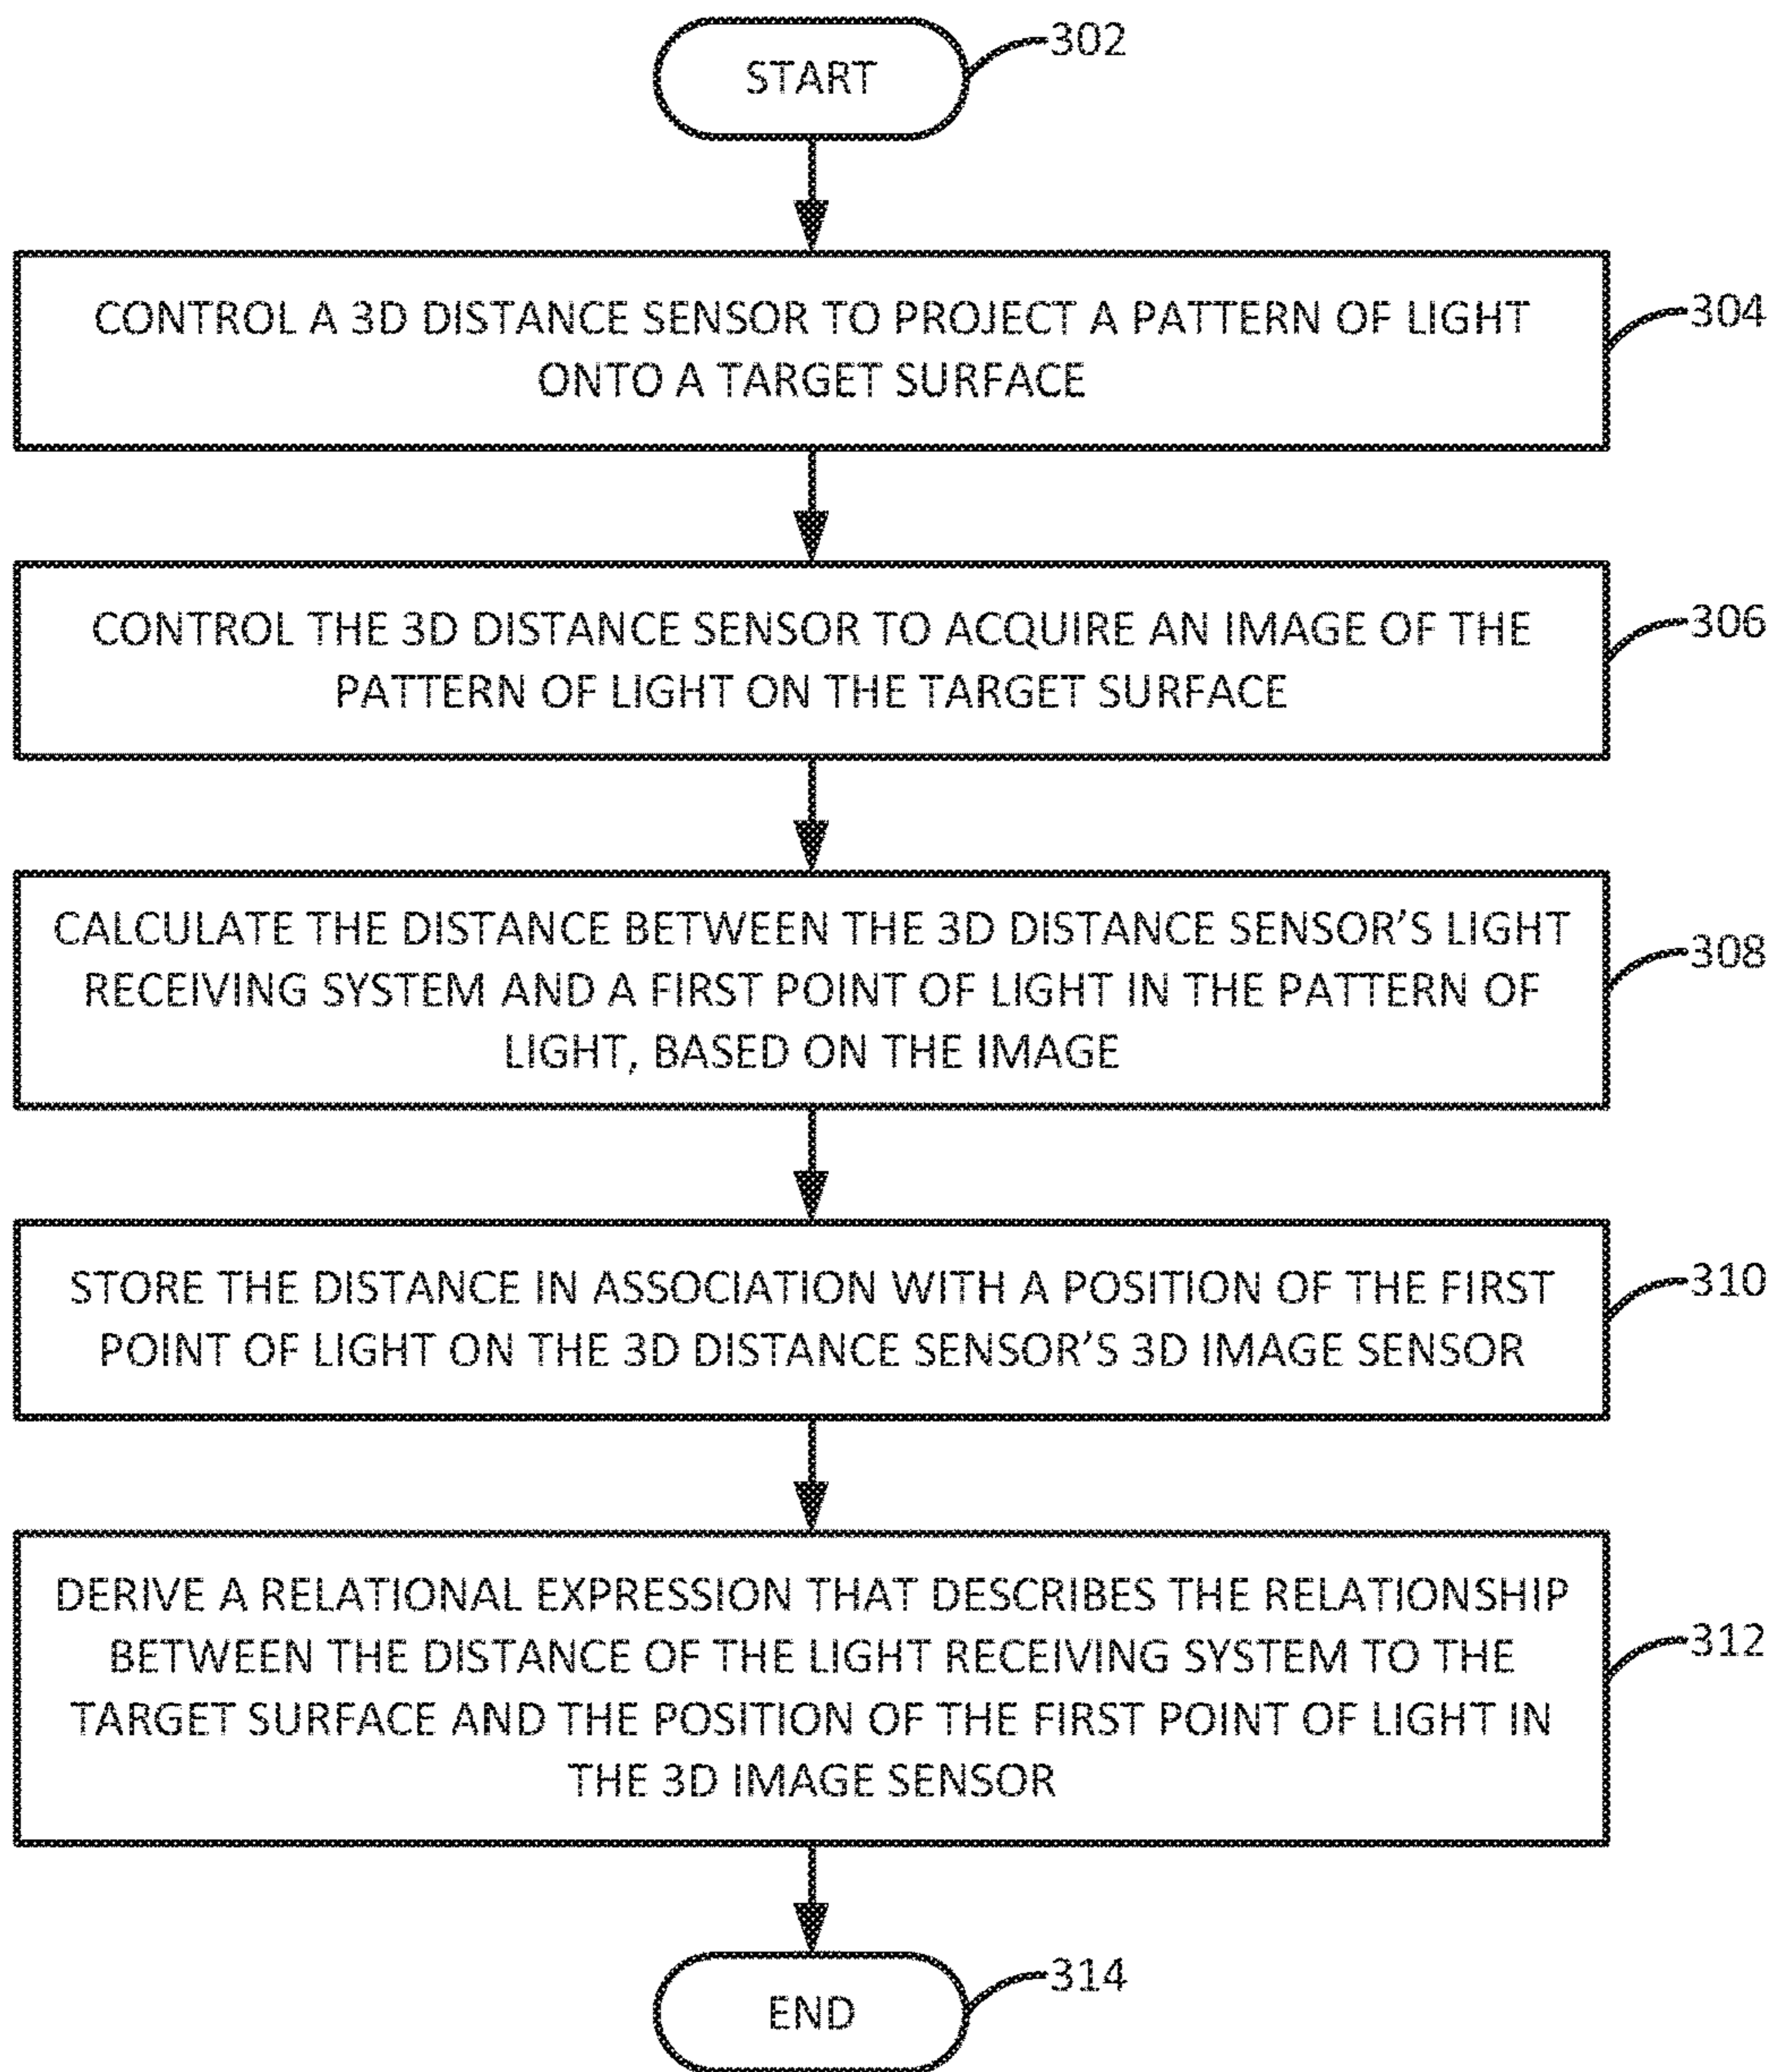 START
302
CONTROL A 3D DISTANCE SENSOR TO PROJECT A PATTERN OF LIGHT
ONTO A TARGET SURFACE
304
CONTROL THE 3D DISTANCE SENSOR TO ACQUIRE AN IMAGE OF THE
PATTERN OF LIGHT ON THE TARGET SURFACE
306
CALCULATE THE DISTANCE BETWEEN THE 3D DISTANCE SENSOR'S LIGHT
RECEIVING SYSTEM AND A FIRST POINT OF LIGHT IN THE PATTERN OF
LIGHT, BASED ON THE IMAGE
308
STORE THE DISTANCE IN ASSOCIATION WITH A POSITION OF THE FIRST
POINT OF LIGHT ON THE 3D DISTANCE SENSOR'S 3D IMAGE SENSOR
310
DERIVE A RELATIONAL EXPRESSION THAT DESCRIBES THE RELATIONSHIP
BETWEEN THE DISTANCE OF THE LIGHT RECEIVING SYSTEM TO THE
TARGET SURFACE AND THE POSITION OF THE FIRST POINT OF LIGHT IN
THE 3D IMAGE SENSOR
312
END
314